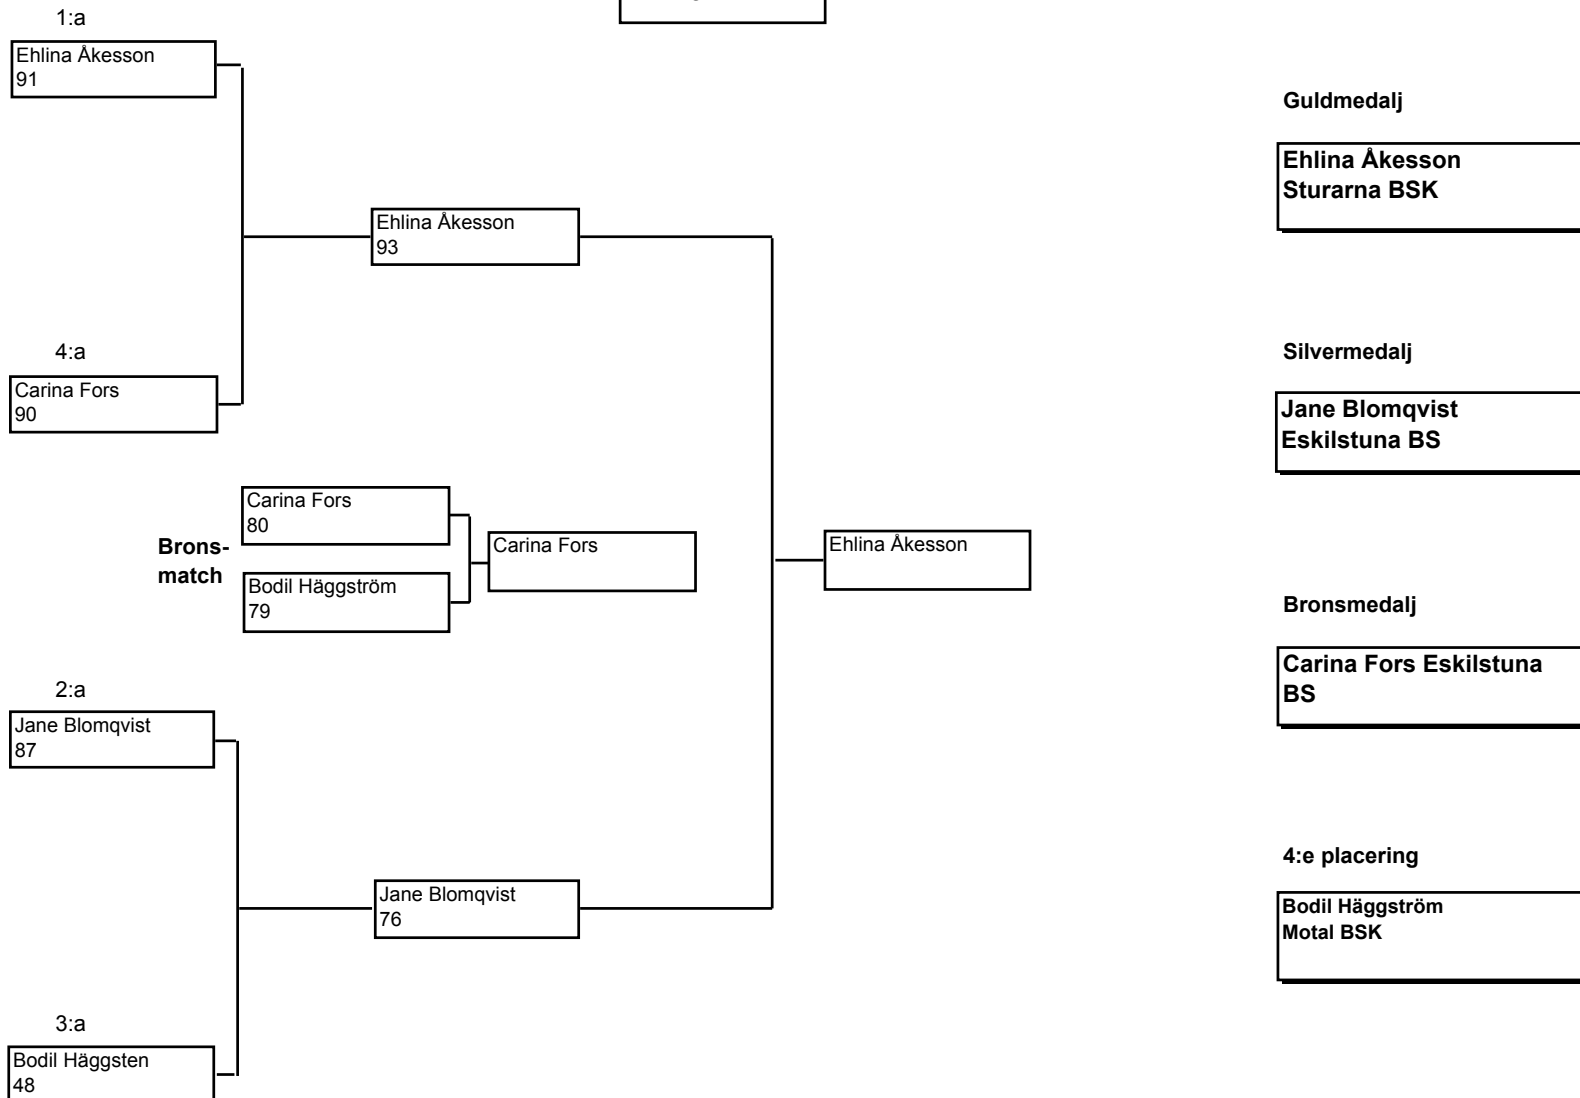 1:a
Ehlina Åkesson
91
Guldmedalj
Ehlina Åkesson
Sturarna BSK
Ehlina Åkesson
93
4:a
Carina Fors
90
Silvermedalj
Jane Blomqvist
Eskilstuna BS
Brons-
match
Carina Fors
80
Bodil Häggström
79
Carina Fors
Ehlina Åkesson
Bronsmedalj
Carina Fors Eskilstuna
BS
2:a
Jane Blomqvist
87
Jane Blomqvist
76
4:e placering
Bodil Häggström
Motal BSK
3:a
Bodil Häggsten
48